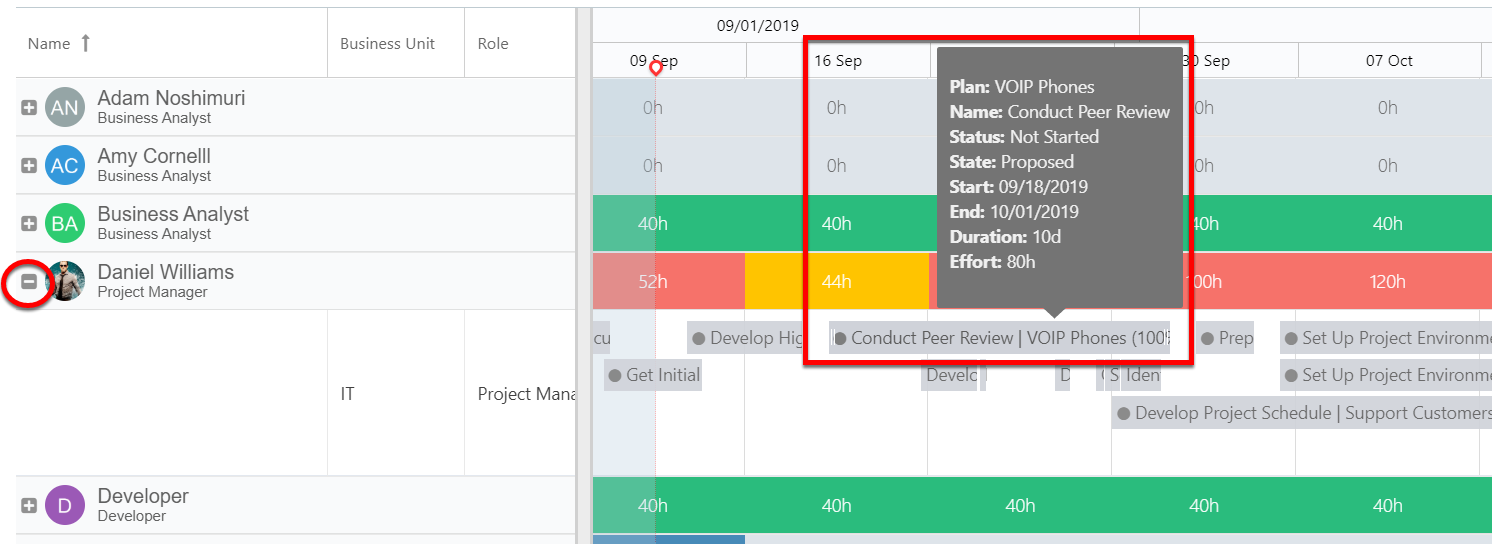 09/01/2019
Name Business Unit Role
09 Sep 16 Sep 30 Sep 07 Oct
AN Adam Noshimuri
Business Analyst
0h 0h 0h 0h
AC Amy Cornelll
Business Analyst
0h 0h 0h 0h
BA Business Analyst
Business Analyst
40h 40h 40h 40h
Daniel Williams
Project Manager
52h 44h 100h 120h
Plan: VOIP Phones
Name: Conduct Peer Review
Status: Not Started
State: Proposed
Start: 09/18/2019
End: 10/01/2019
Duration: 10d
Effort: 80h
cu Develop Hig Conduct Peer Review | VOIP Phones (100% Prep Set Up Project Environme
Get Initial Develc D S Iden Set Up Project Environme
IT Project Mana
Develop Project Schedule | Support Customers
D Developer
Developer
40h 40h 40h 40h 40h